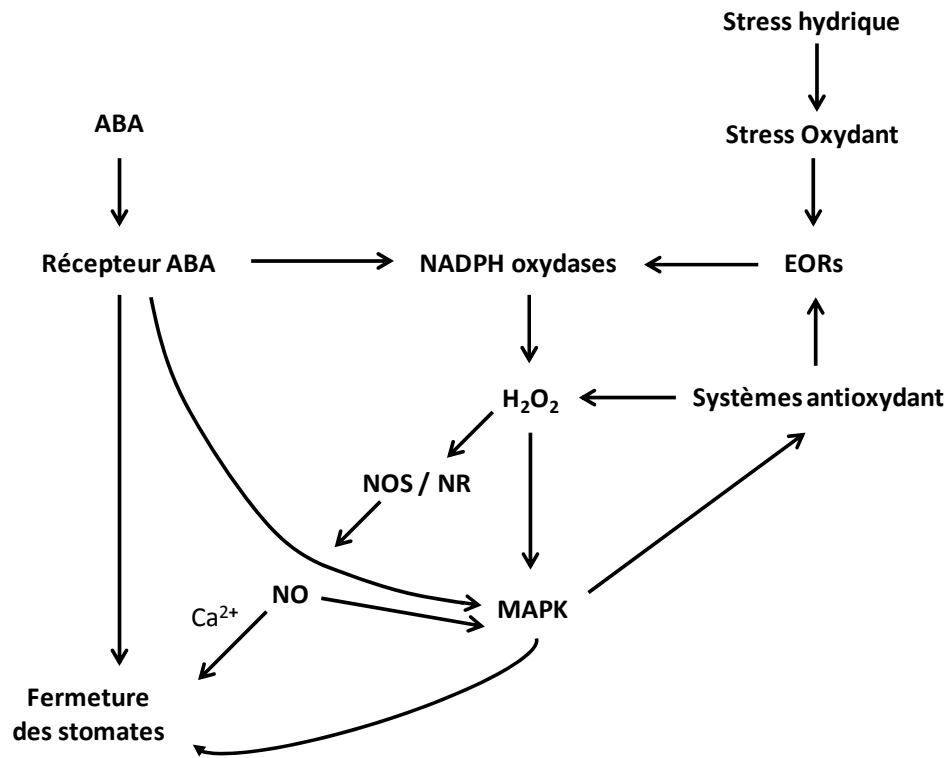 Stress hydrique
ABA
Stress Oxydant
Récepteur ABA
NADPH oxydases
EORs
H₂O₂
Systèmes antioxydant
NOS / NR
NO
MAPK
Ca²⁺
Fermeture
des stomates